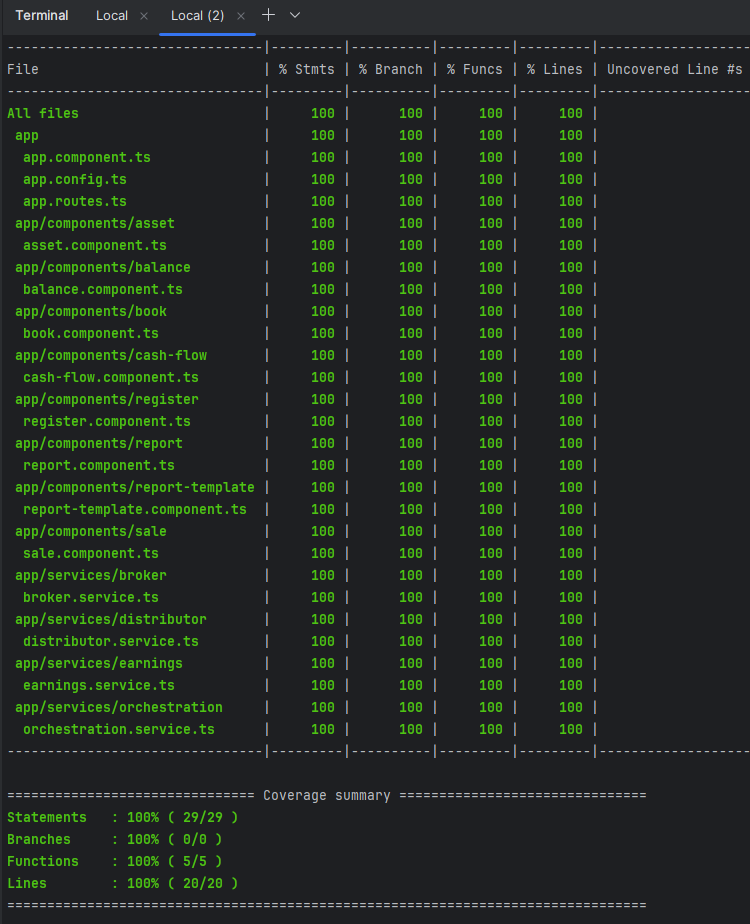 Terminal Local × Local (2) × + ∨
--------------------------------|---------|----------|---------|---------|-------------------
File | % Stmts | % Branch | % Funcs | % Lines | Uncovered Line #s
--------------------------------|---------|----------|---------|---------|-------------------
All files | 100 | 100 | 100 | 100 |
app | 100 | 100 | 100 | 100 |
app.component.ts | 100 | 100 | 100 | 100 |
app.config.ts | 100 | 100 | 100 | 100 |
app.routes.ts | 100 | 100 | 100 | 100 |
app/components/asset | 100 | 100 | 100 | 100 |
asset.component.ts | 100 | 100 | 100 | 100 |
app/components/balance | 100 | 100 | 100 | 100 |
balance.component.ts | 100 | 100 | 100 | 100 |
app/components/book | 100 | 100 | 100 | 100 |
book.component.ts | 100 | 100 | 100 | 100 |
app/components/cash-flow | 100 | 100 | 100 | 100 |
cash-flow.component.ts | 100 | 100 | 100 | 100 |
app/components/register | 100 | 100 | 100 | 100 |
register.component.ts | 100 | 100 | 100 | 100 |
app/components/report | 100 | 100 | 100 | 100 |
report.component.ts | 100 | 100 | 100 | 100 |
app/components/report-template | 100 | 100 | 100 | 100 |
report-template.component.ts | 100 | 100 | 100 | 100 |
app/components/sale | 100 | 100 | 100 | 100 |
sale.component.ts | 100 | 100 | 100 | 100 |
app/services/broker | 100 | 100 | 100 | 100 |
broker.service.ts | 100 | 100 | 100 | 100 |
app/services/distributor | 100 | 100 | 100 | 100 |
distributor.service.ts | 100 | 100 | 100 | 100 |
app/services/earnings | 100 | 100 | 100 | 100 |
earnings.service.ts | 100 | 100 | 100 | 100 |
app/services/orchestration | 100 | 100 | 100 | 100 |
orchestration.service.ts | 100 | 100 | 100 | 100 |
--------------------------------|---------|----------|---------|---------|-------------------
=============================== Coverage summary ===============================
Statements : 100% ( 29/29 )
Branches : 100% ( 0/0 )
Functions : 100% ( 5/5 )
Lines : 100% ( 20/20 )
================================================================================